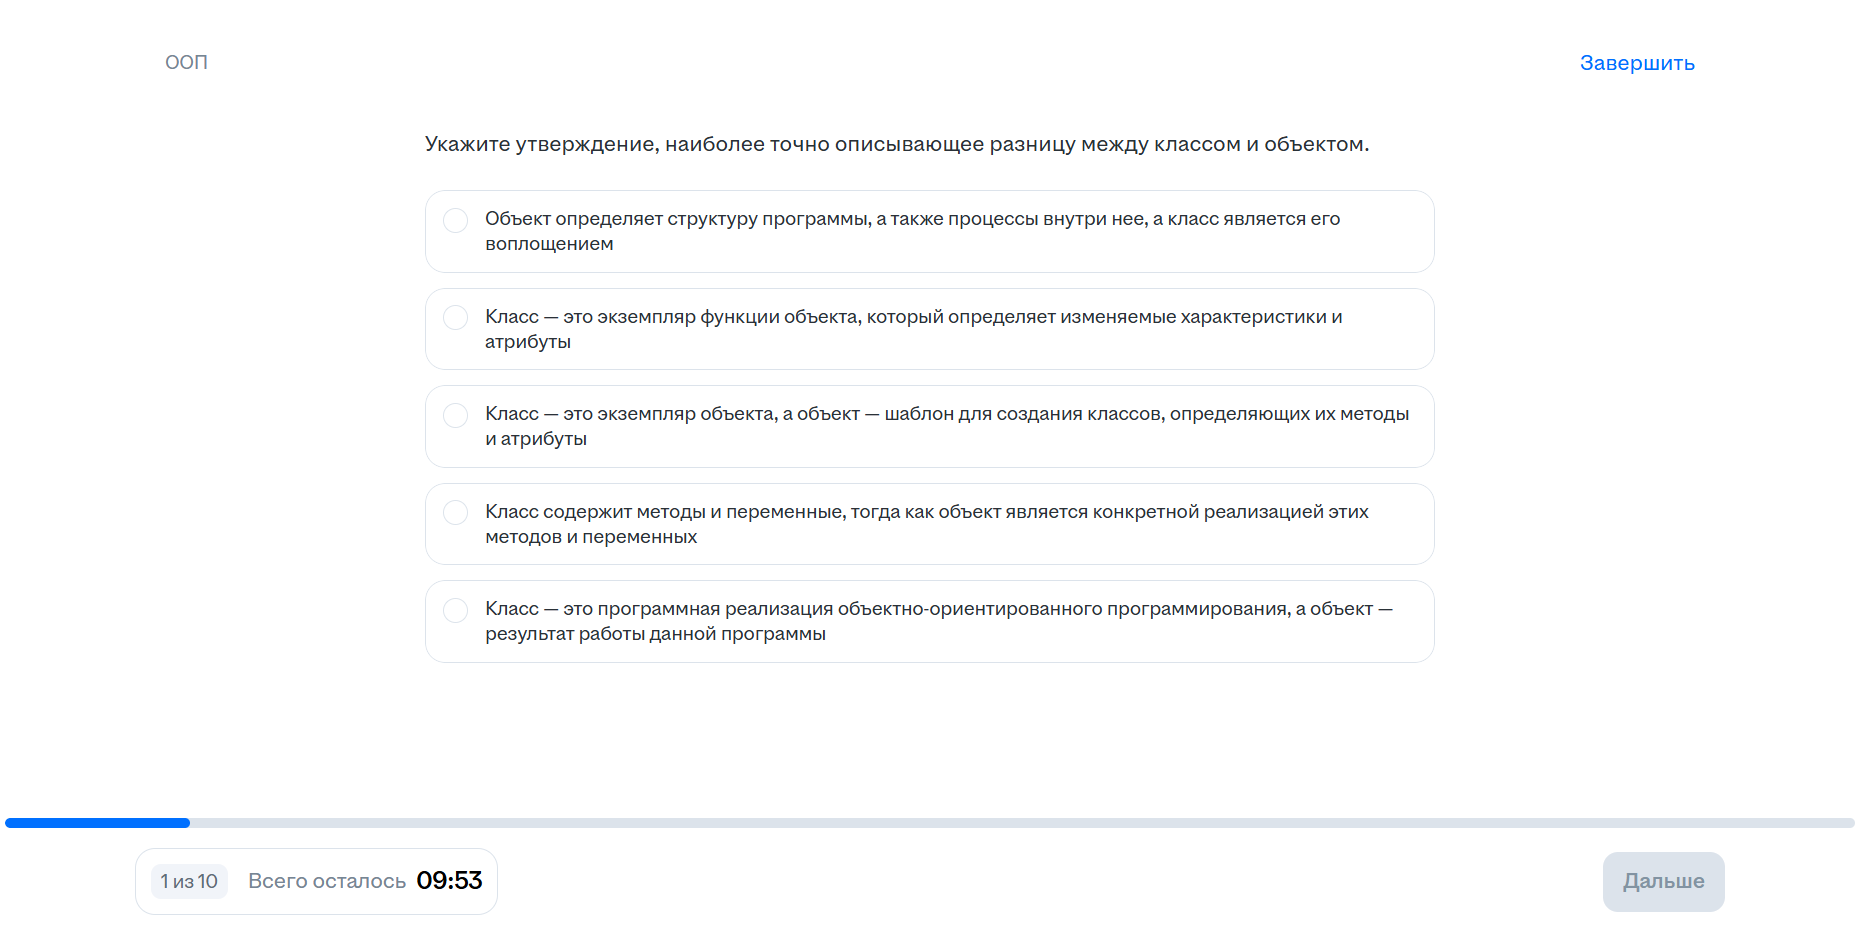 ООП
Завершить
Укажите утверждение, наиболее точно описывающее разницу между классом и объектом.
Объект определяет структуру программы, а также процессы внутри нее, а класс является его
воплощением
Класс — это экземпляр функции объекта, который определяет изменяемые характеристики и
атрибуты
Класс — это экземпляр объекта, а объект — шаблон для создания классов, определяющих их методы
и атрибуты
Класс содержит методы и переменные, тогда как объект является конкретной реализацией этих
методов и переменных
Класс — это программная реализация объектно-ориентированного программирования, а объект —
результат работы данной программы
1 из 10
Всего осталось 09:53
Дальше